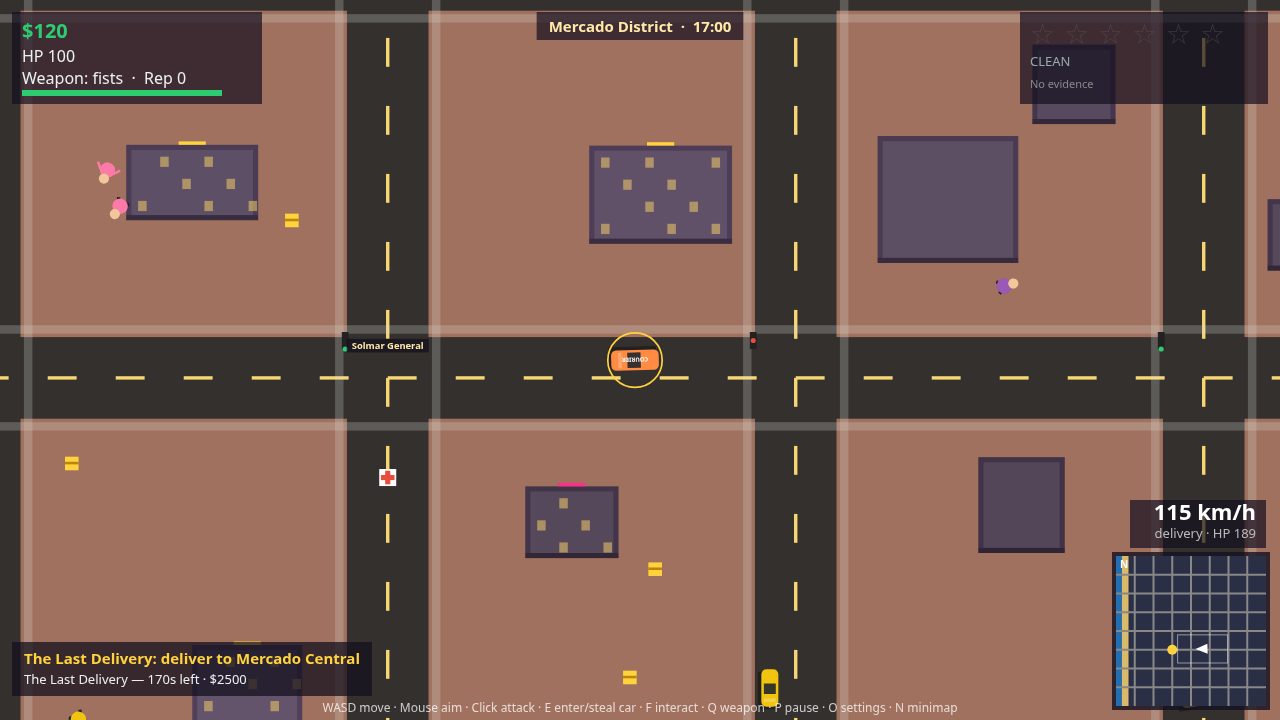 $120
HP 100
Weapon: fists · Rep 0
Mercado District · 17:00
CLEAN
No evidence
Solmar General
COURIER
115 km/h
delivery · HP 189
N
The Last Delivery: deliver to Mercado Central
The Last Delivery — 170s left · $2500
WASD move · Mouse aim · Click attack · E enter/steal car · F interact · Q weapon · P pause · O settings · N minimap